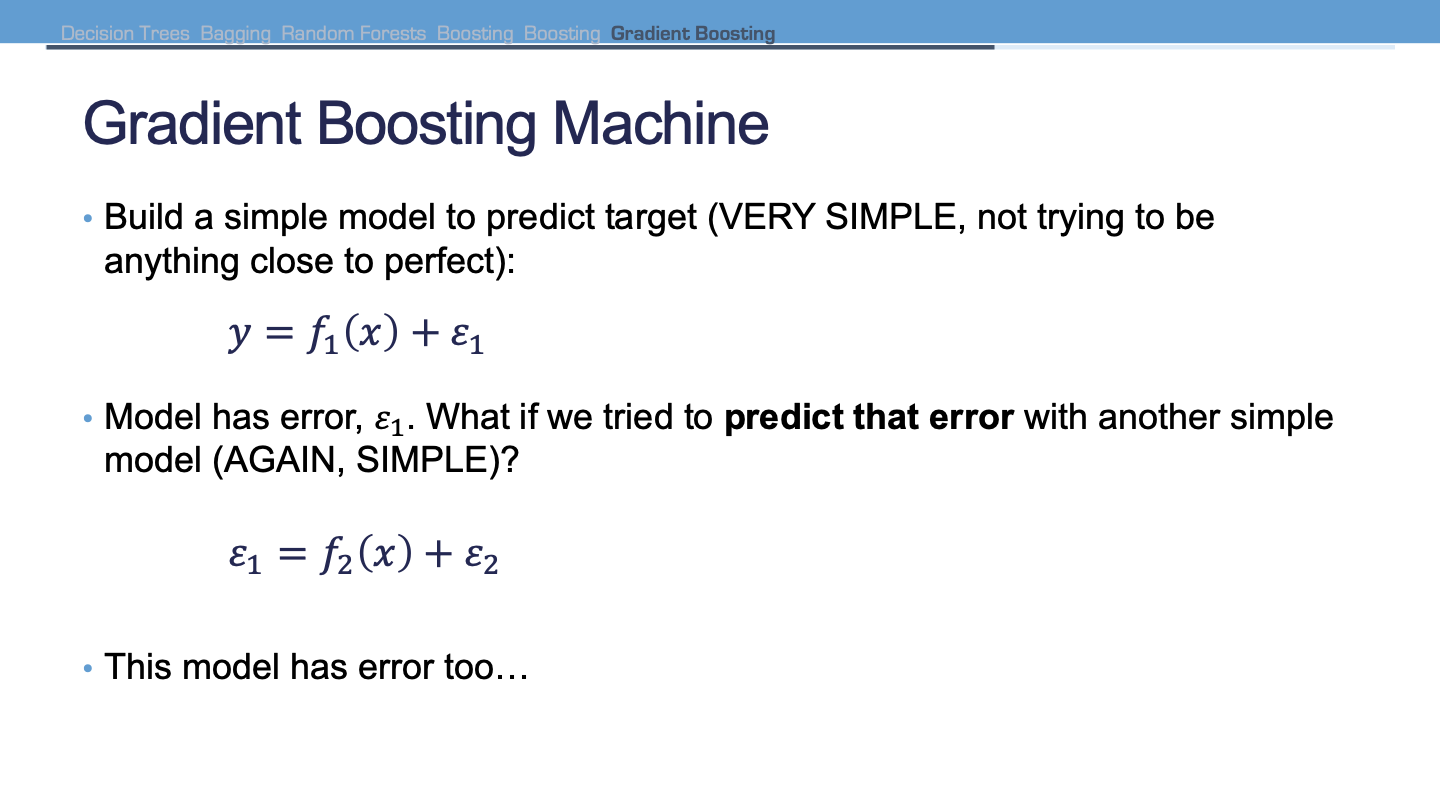 Decision Trees Bagging Random Forests Boosting Boosting Gradient Boosting
Gradient Boosting Machine
• Build a simple model to predict target (VERY SIMPLE, not trying to be
anything close to perfect):
𝑦 = 𝑓₁(𝑥) + 𝜀₁
• Model has error, 𝜀₁. What if we tried to predict that error with another simple
model (AGAIN, SIMPLE)?
𝜀₁ = 𝑓₂(𝑥) + 𝜀₂
• This model has error too…